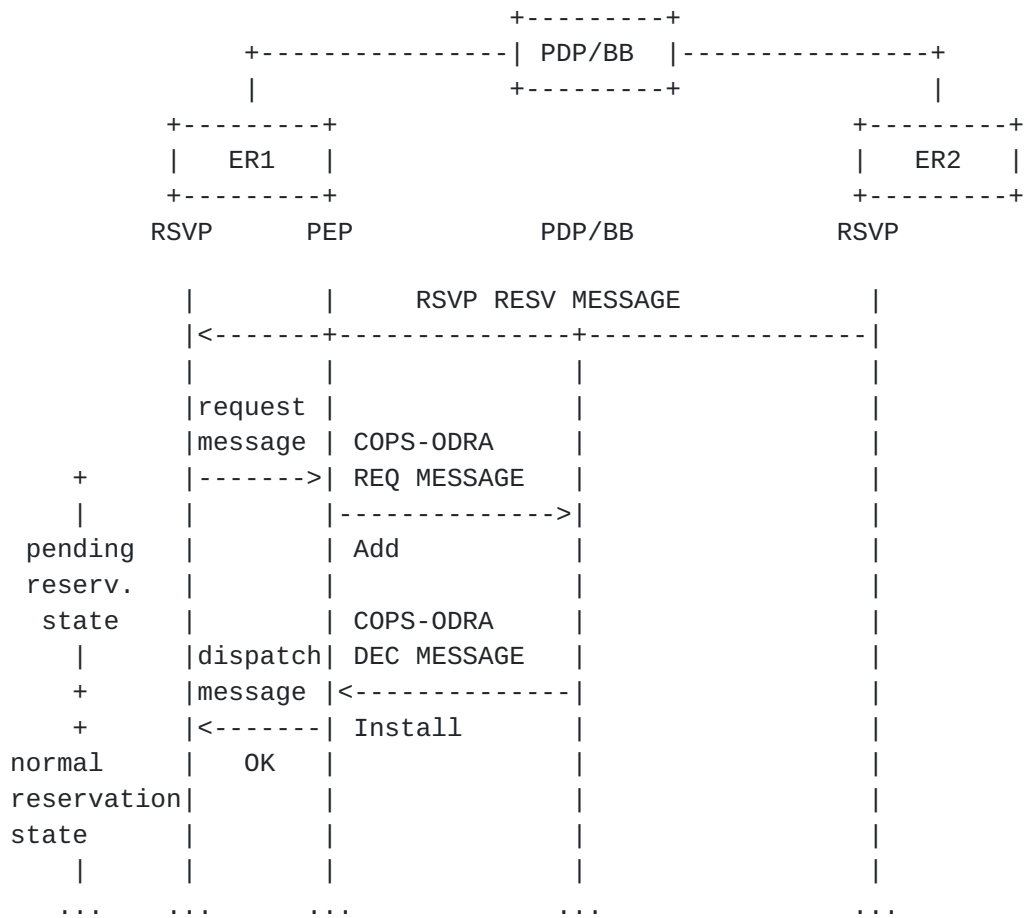 +---------+
               +----------------| PDP/BB  |----------------+
               |                +---------+                |
          +---------+                                 +---------+
          |   ER1   |                                 |   ER2   |
          +---------+                                 +---------+
         RSVP      PEP            PDP/BB             RSVP

           |        |     RSVP RESV MESSAGE            |
           |<-------+---------------+------------------|
           |        |               |                  |
           |request |               |                  |
           |message | COPS-ODRA     |                  |
    +      |------->| REQ MESSAGE   |                  |
    |      |        |-------------->|                  |
 pending   |        | Add           |                  |
 reserv.   |        |               |                  |
  state    |        | COPS-ODRA     |                  |
    |      |dispatch| DEC MESSAGE   |                  |
    +      |message |<--------------|                  |
    +      |<-------| Install       |                  |
normal     |   OK   |               |                  |
reservation|        |               |                  |
state      |        |               |                  |
    |      |        |               |                  |
   ...    ...      ...             ...                ...